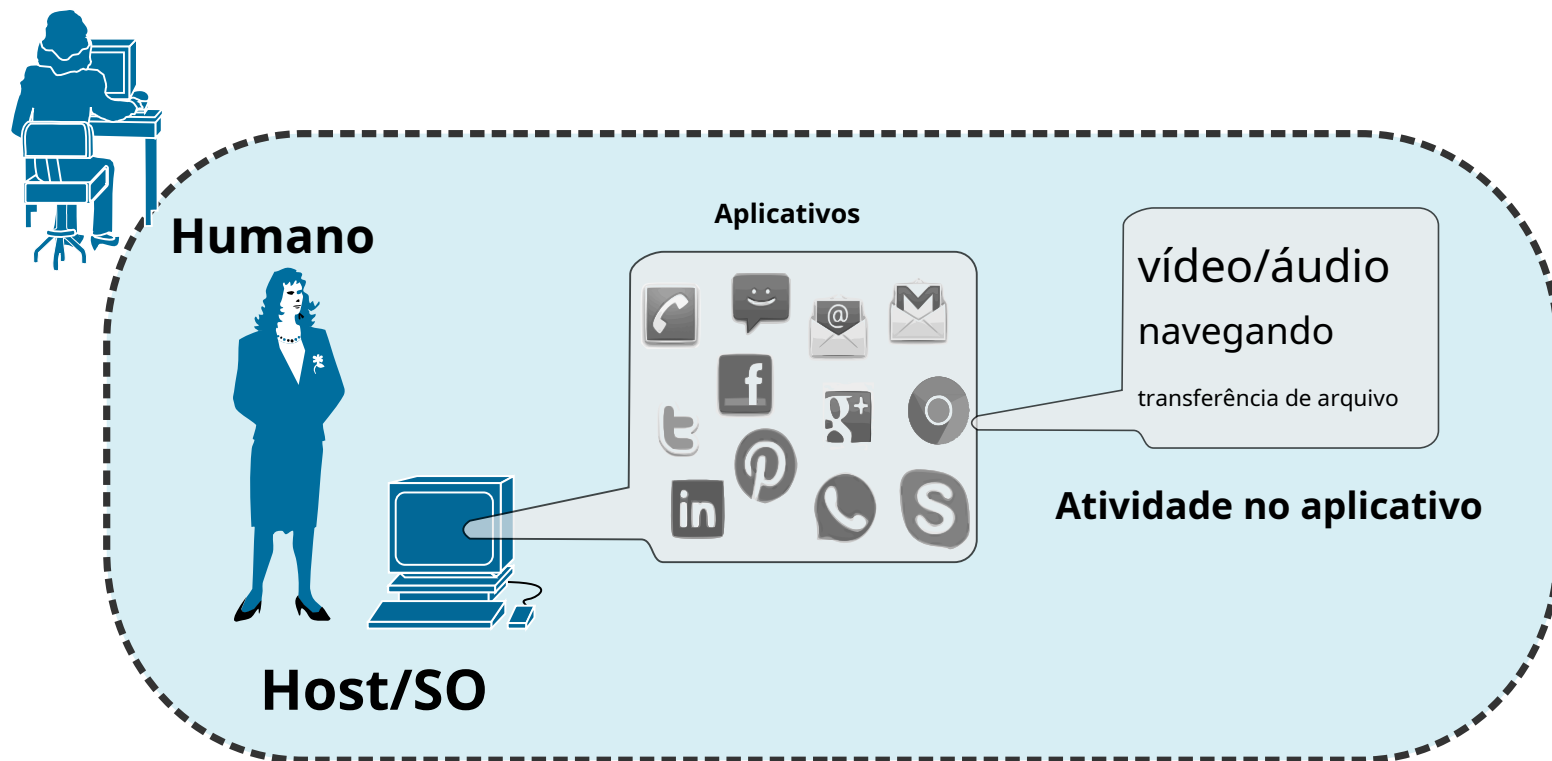 Humano
Aplicativos
vídeo/áudio
navegando
transferência de arquivo
Atividade no aplicativo
Host/SO